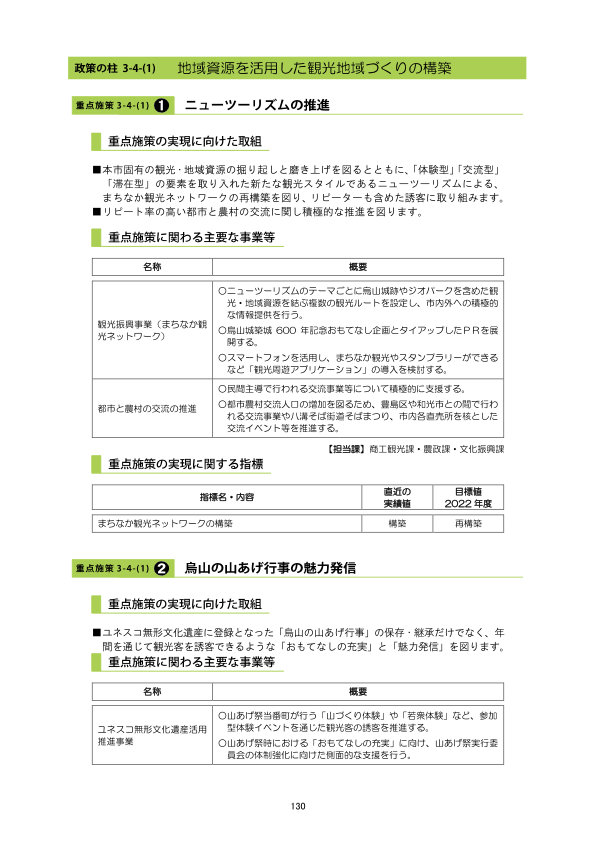 政策の柱 3-4-(1) 地域資源を活用した観光地域づくりの構築
重点施策 3-4-(1) ❶ ニューツーリズムの推進
重点施策の実現に向けた取組
■本市固有の観光・地域資源の掘り起しと磨き上げを図るとともに、「体験型」「交流型」
「滞在型」の要素を取り入れた新たな観光スタイルであるニューツーリズムによる、
まちなか観光ネットワークの再構築を図り、リピーターも含めた誘客に取り組みます。
■リピート率の高い都市と農村の交流に関し積極的な推進を図ります。
重点施策に関わる主要な事業等
名称 概要
観光振興事業（まちなか観
光ネットワーク）
○ニューツーリズムのテーマごとに烏山城跡やジオパークを含めた観
光・地域資源を結ぶ複数の観光ルートを設定し、市内外への積極的
な情報提供を行う。
○烏山城築城 600 年記念おもてなし企画とタイアップしたＰＲを展
開する。
○スマートフォンを活用し、まちなか観光やスタンプラリーができる
など「観光周遊アプリケーション」の導入を検討する。
都市と農村の交流の推進
○民間主導で行われる交流事業等について積極的に支援する。
○都市農村交流人口の増加を図るため、豊島区や和光市との間で行わ
れる交流事業や八溝そば街道そばまつり、市内各直売所を核とした
交流イベント等を推進する。
【担当課】商工観光課・農政課・文化振興課
重点施策の実現に関する指標
指標名・内容 直近の 目標値
実績値 2022 年度
まちなか観光ネットワークの構築 構築 再構築
重点施策 3-4-(1) ❷ 烏山の山あげ行事の魅力発信
重点施策の実現に向けた取組
■ユネスコ無形文化遺産に登録となった「烏山の山あげ行事」の保存・継承だけでなく、年
間を通じて観光客を誘客できるような「おもてなしの充実」と「魅力発信」を図ります。
重点施策に関わる主要な事業等
名称 概要
ユネスコ無形文化遺産活用
推進事業
○山あげ祭当番町が行う「山づくり体験」や「若衆体験」など、参加
型体験イベントを通じた観光客の誘客を推進する。
○山あげ祭時における「おもてなしの充実」に向け、山あげ祭実行委
員会の体制強化に向けた側面的な支援を行う。
130